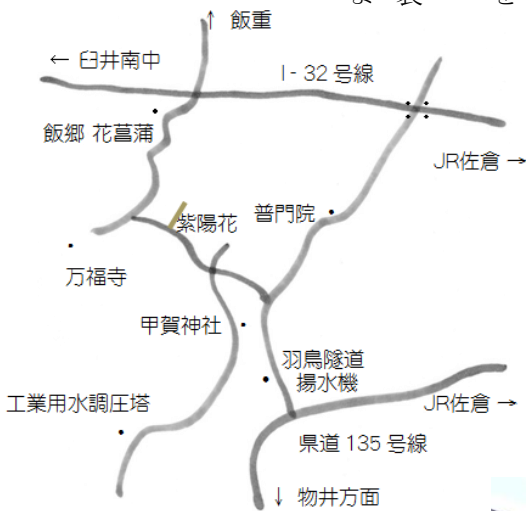 ↑ 飯重
← 臼井南中
I-32号線
飯郷 花菖蒲
JR佐倉 →
紫陽花
普門院
万福寺
甲賀神社
羽鳥隧道
揚水機
工業用水調圧塔
JR佐倉 →
県道 135 号線
↓ 物井方面